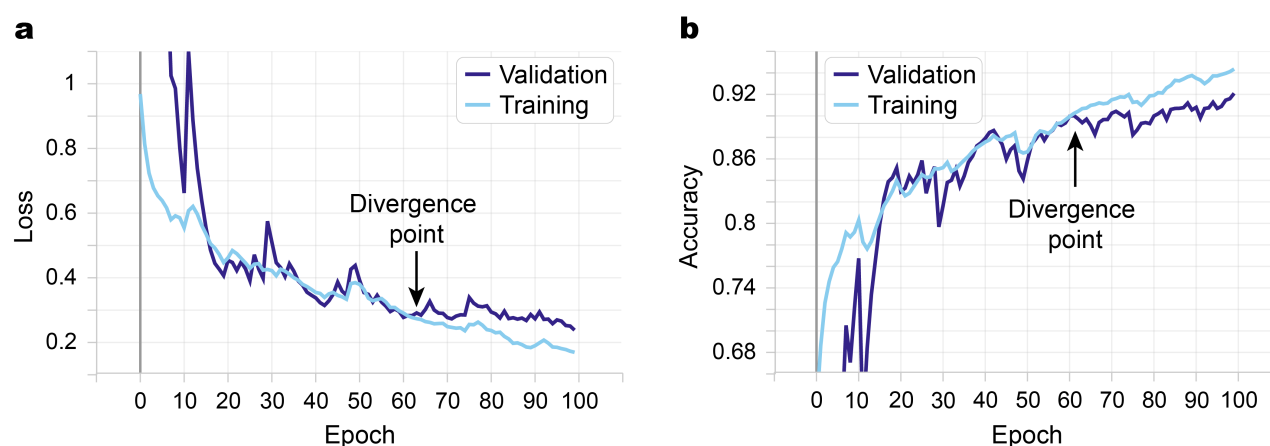 a
Validation
Training
Divergence
point
Loss
1
0.8
0.6
0.4
0.2
0 10 20 30 40 50 60 70 80 90 100
Epoch
b
Validation
Training
Divergence
point
Accuracy
0.92
0.86
0.8
0.74
0.68
0 10 20 30 40 50 60 70 80 90 100
Epoch